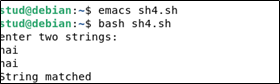 stud@debian:~$ emacs sh4.sh
stud@debian:~$ bash sh4.sh
enter two strings:
hai
hai
String matched